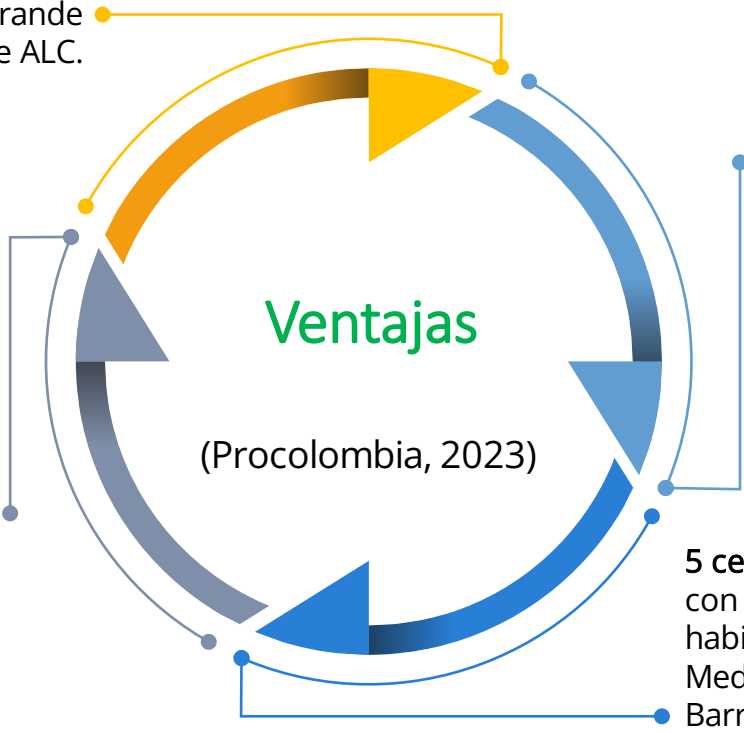 rande
e ALC.
Ventajas
(Procolombia, 2023)
5 ce
con
habi
Med
Barr